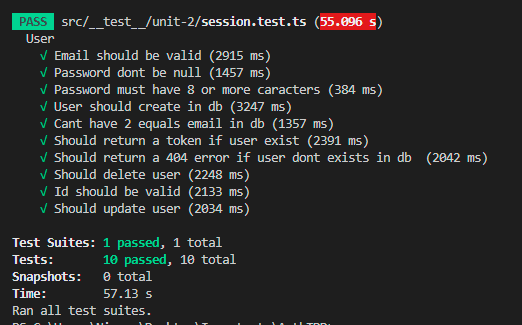 PASS src/__test__/unit-2/session.test.ts (55.096 s)
User
√ Email should be valid (2915 ms)
√ Password dont be null (1457 ms)
√ Password must have 8 or more caracters (384 ms)
√ User should create in db (3247 ms)
√ Cant have 2 equals email in db (1357 ms)
√ Should return a token if user exist (2391 ms)
√ Should return a 404 error if user dont exists in db  (2042 ms)
√ Should delete user (2248 ms)
√ Id should be valid (2133 ms)
√ Should update user (2034 ms)
Test Suites: 1 passed, 1 total
Tests: 10 passed, 10 total
Snapshots: 0 total
Time: 57.13 s
Ran all test suites.